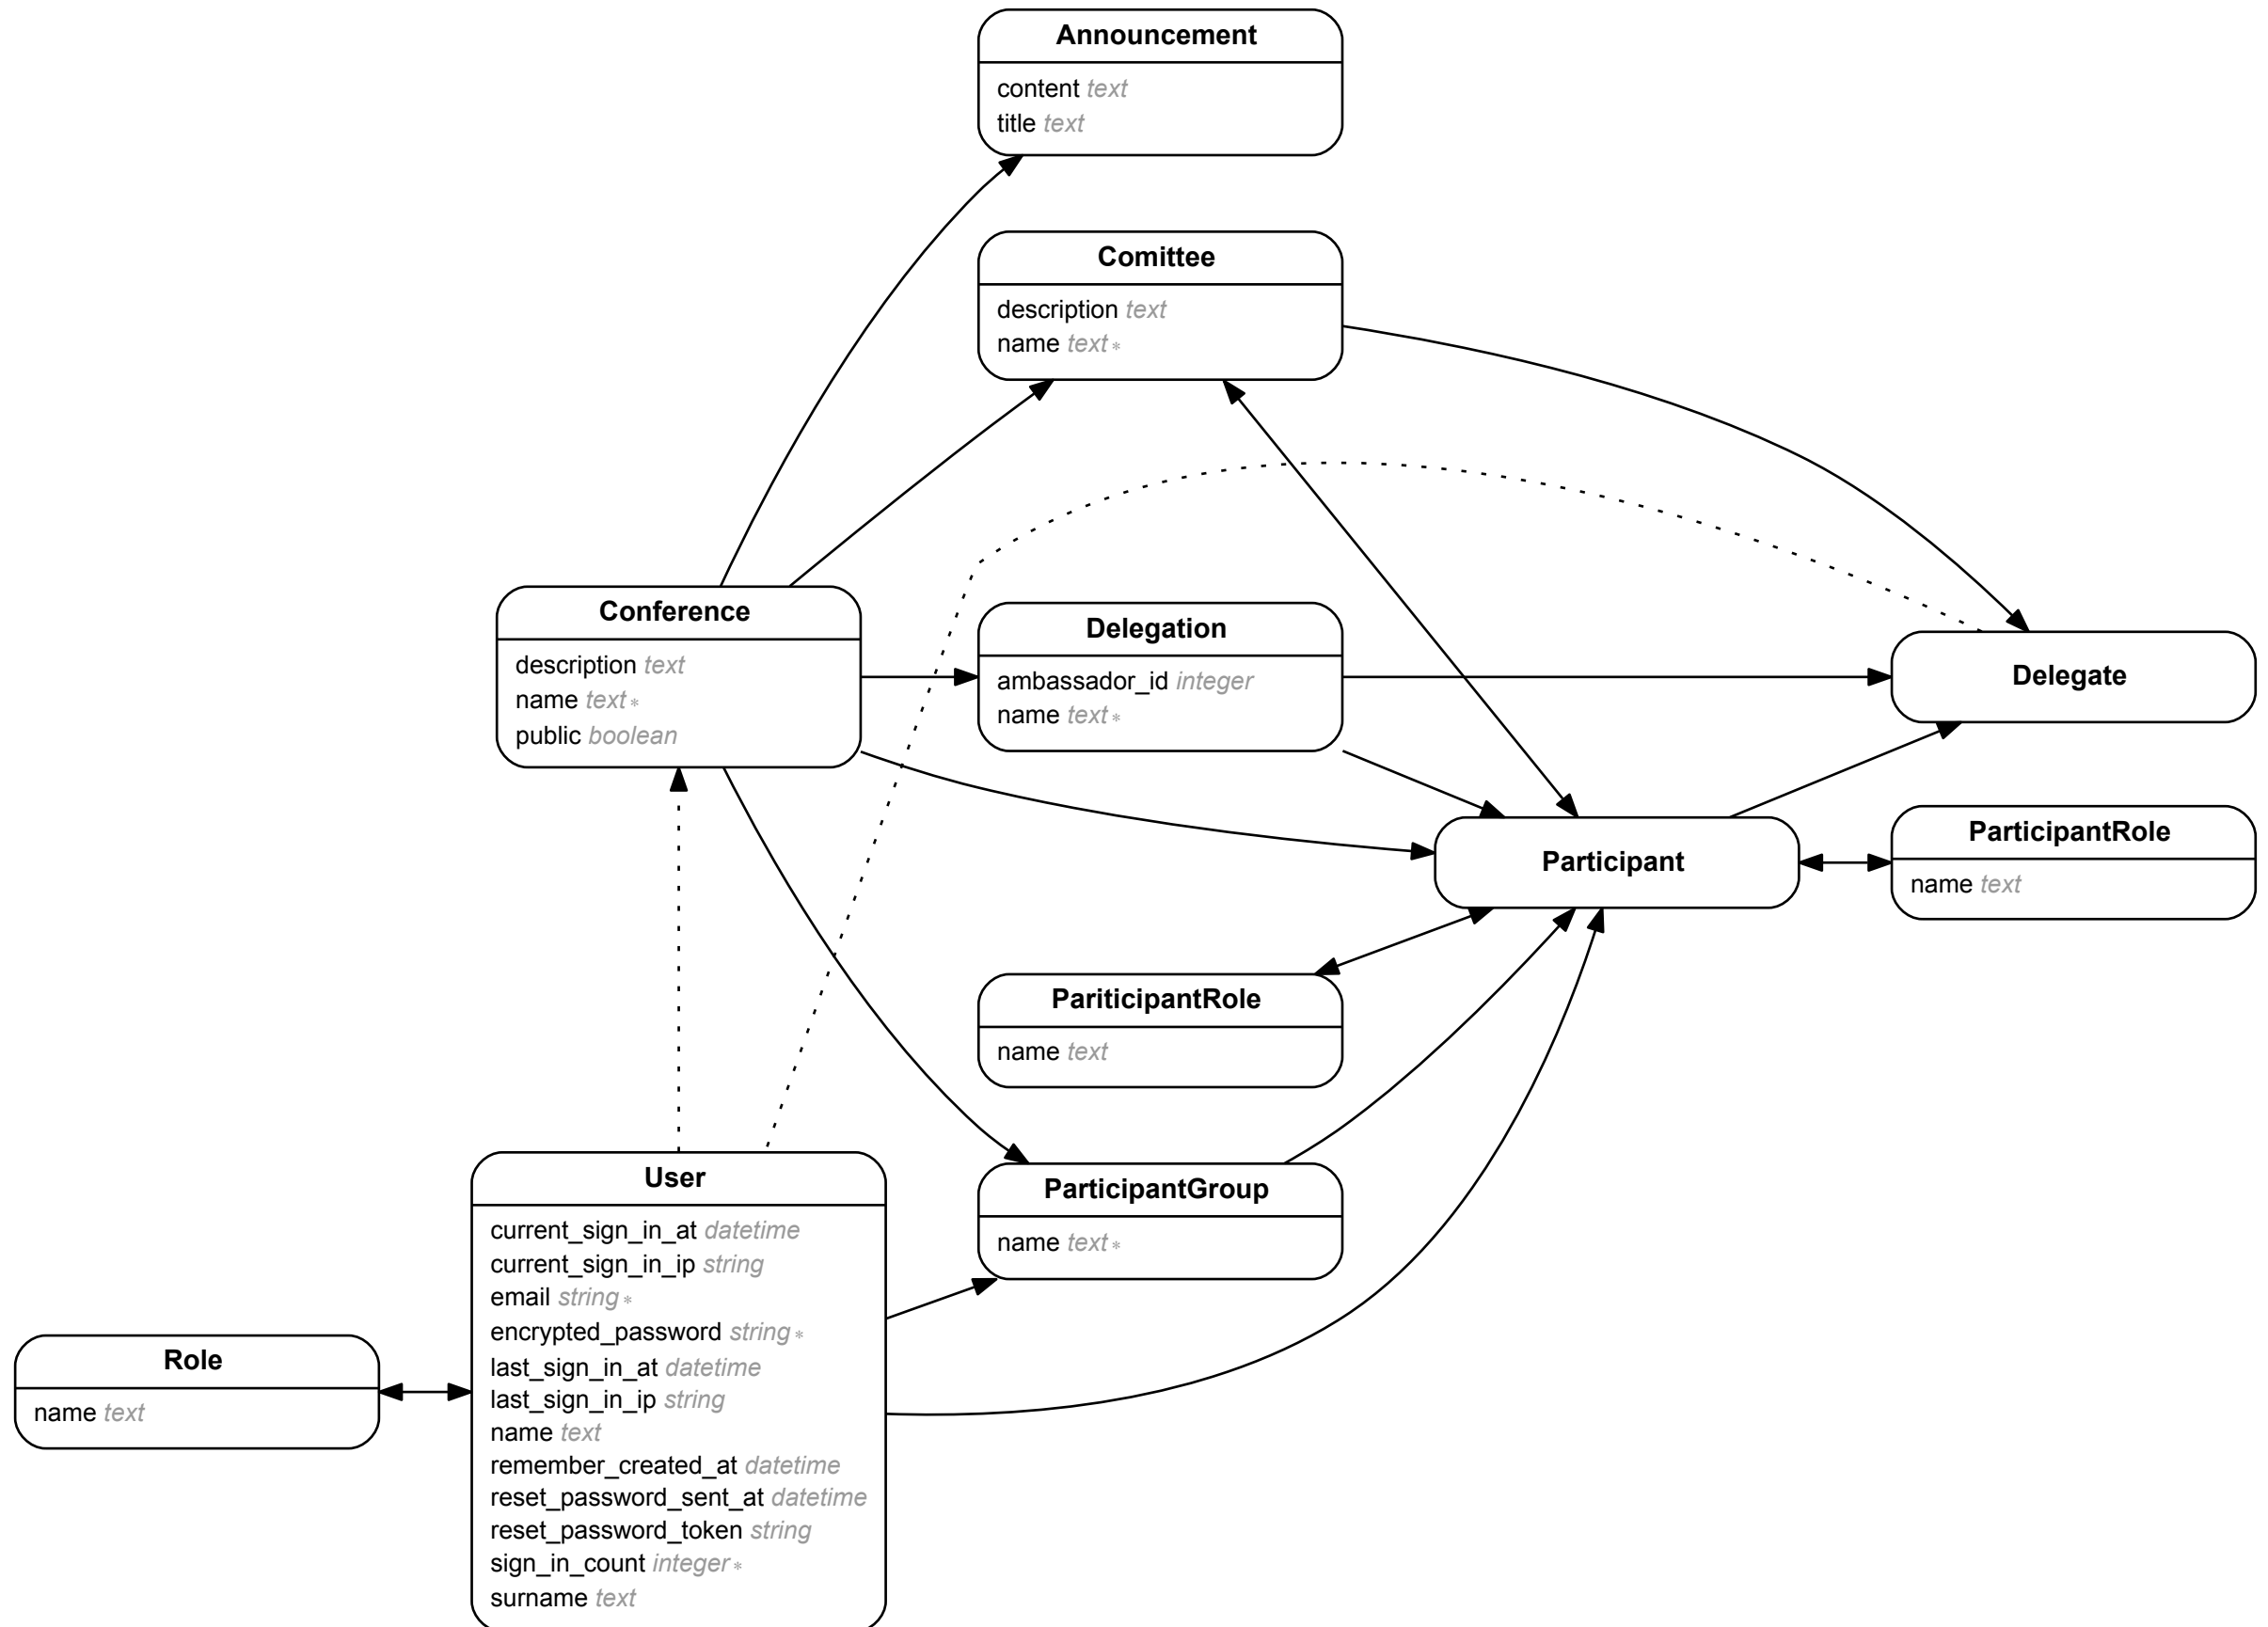 Announcement
content text
title text
Comittee
description text
name text*
Conference
description text
name text*
public boolean
Delegation
ambassador_id integer
name text*
Delegate
Participant
ParticipantRole
name text
PariticipantRole
name text
User
current_sign_in_at datetime
current_sign_in_ip string
email string*
encrypted_password string*
last_sign_in_at datetime
last_sign_in_ip string
name text
remember_created_at datetime
reset_password_sent_at datetime
reset_password_token string
sign_in_count integer*
surname text
ParticipantGroup
name text*
Role
name text